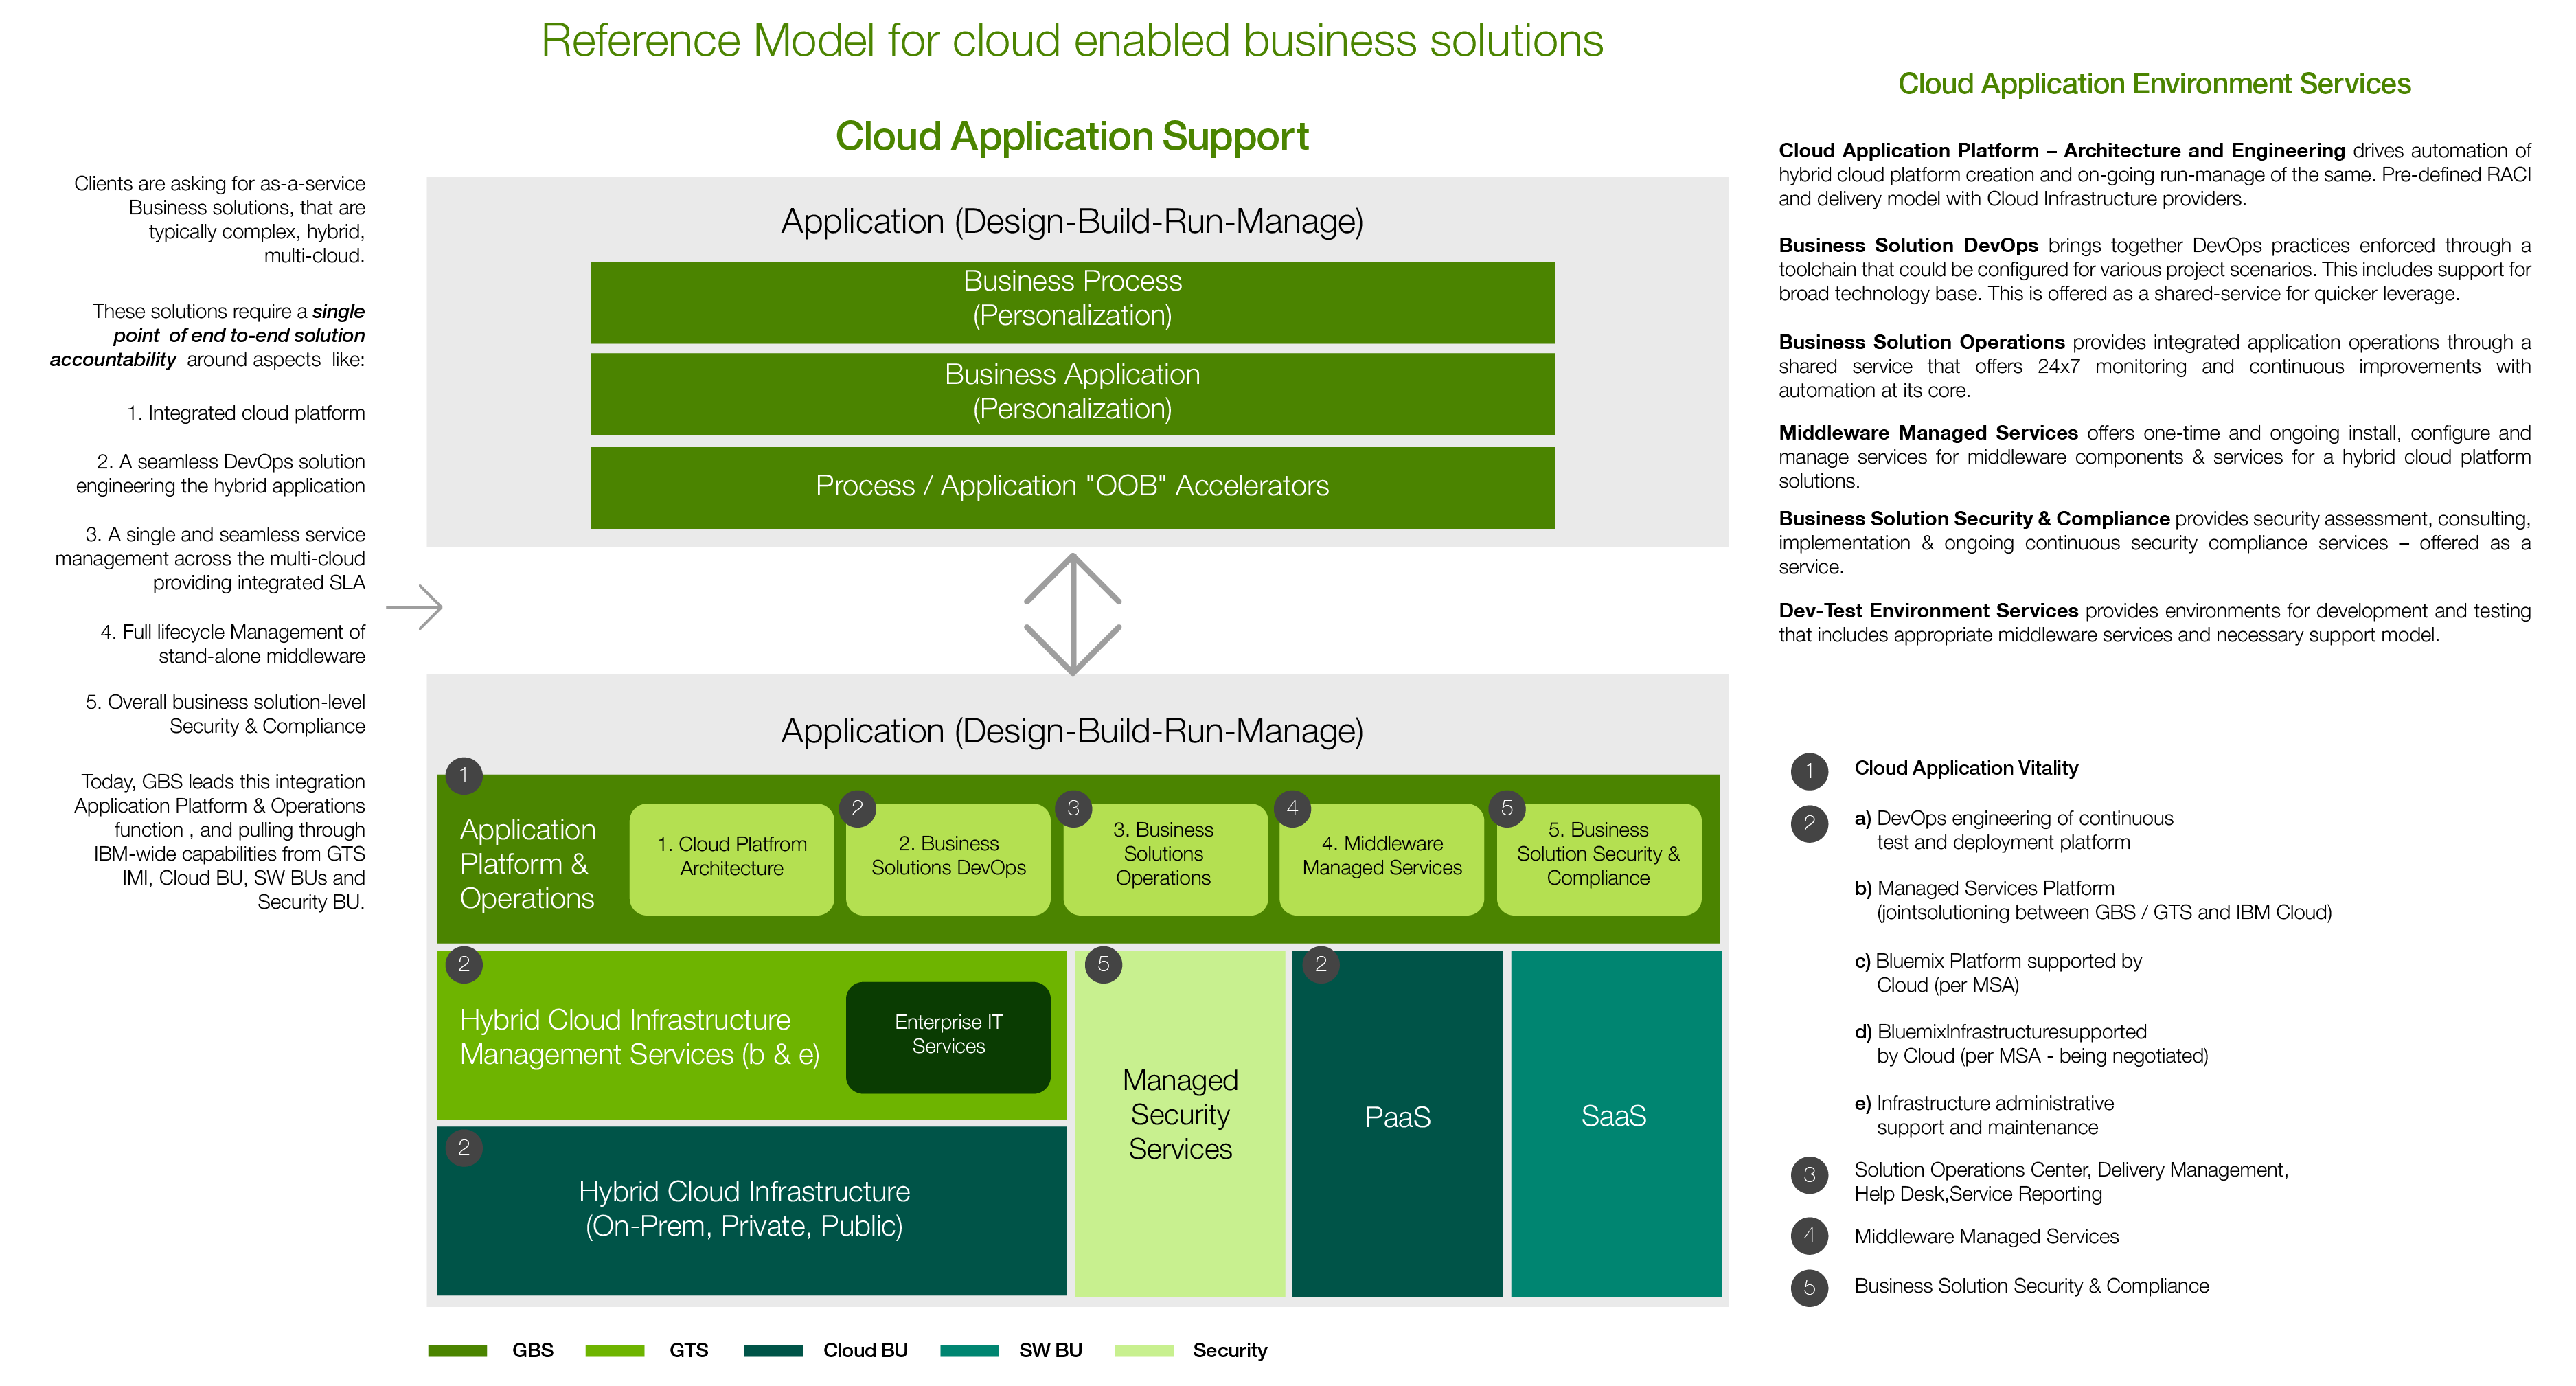 Reference Model for cloud enabled business solutions
Clients are asking for as-a-service
Business solutions, that are
typically complex, hybrid,
multi-cloud.
These solutions require a single
point of end to-end solution
accountability around aspects like:
1. Integrated cloud platform
2. A seamless DevOps solution
engineering the hybrid application
3. A single and seamless service
management across the multi-cloud
providing integrated SLA
4. Full lifecycle Management of
stand-alone middleware
5. Overall business solution-level
Security & Compliance
Today, GBS leads this integration
Application Platform & Operations
function , and pulling through
IBM-wide capabilities from GTS
IMI, Cloud BU, SW BUs and
Security BU.
Cloud Application Support
Application (Design-Build-Run-Manage)
Business Process
(Personalization)
Business Application
(Personalization)
Process / Application "OOB" Accelerators
Application (Design-Build-Run-Manage)
1
Application
Platform &
Operations
1. Cloud Platfrom
Architecture
2
2. Business
Solutions DevOps
3
3. Business
Solutions
Operations
4
4. Middleware
Managed Services
5
5. Business
Solution Security &
Compliance
2
Hybrid Cloud Infrastructure
Management Services (b & e)
Enterprise IT
Services
2
Hybrid Cloud Infrastructure
(On-Prem, Private, Public)
5
Managed
Security
Services
2
PaaS
SaaS
GBS
GTS
Cloud BU
SW BU
Security
Cloud Application Environment Services
Cloud Application Platform – Architecture and Engineering drives automation of
hybrid cloud platform creation and on-going run-manage of the same. Pre-defined RACI
and delivery model with Cloud Infrastructure providers.
Business Solution DevOps brings together DevOps practices enforced through a
toolchain that could be configured for various project scenarios. This includes support for
broad technology base. This is offered as a shared-service for quicker leverage.
Business Solution Operations provides integrated application operations through a
shared service that offers 24x7 monitoring and continuous improvements with
automation at its core.
Middleware Managed Services offers one-time and ongoing install, configure and
manage services for middleware components & services for a hybrid cloud platform
solutions.
Business Solution Security & Compliance provides security assessment, consulting,
implementation & ongoing continuous security compliance services – offered as a
service.
Dev-Test Environment Services provides environments for development and testing
that includes appropriate middleware services and necessary support model.
1 Cloud Application Vitality
2 a) DevOps engineering of continuous
test and deployment platform
b) Managed Services Platform
(jointsolutioning between GBS / GTS and IBM Cloud)
c) Bluemix Platform supported by
Cloud (per MSA)
d) BluemixInfrastructuresupported
by Cloud (per MSA - being negotiated)
e) Infrastructure administrative
support and maintenance
3 Solution Operations Center, Delivery Management,
Help Desk,Service Reporting
4 Middleware Managed Services
5 Business Solution Security & Compliance